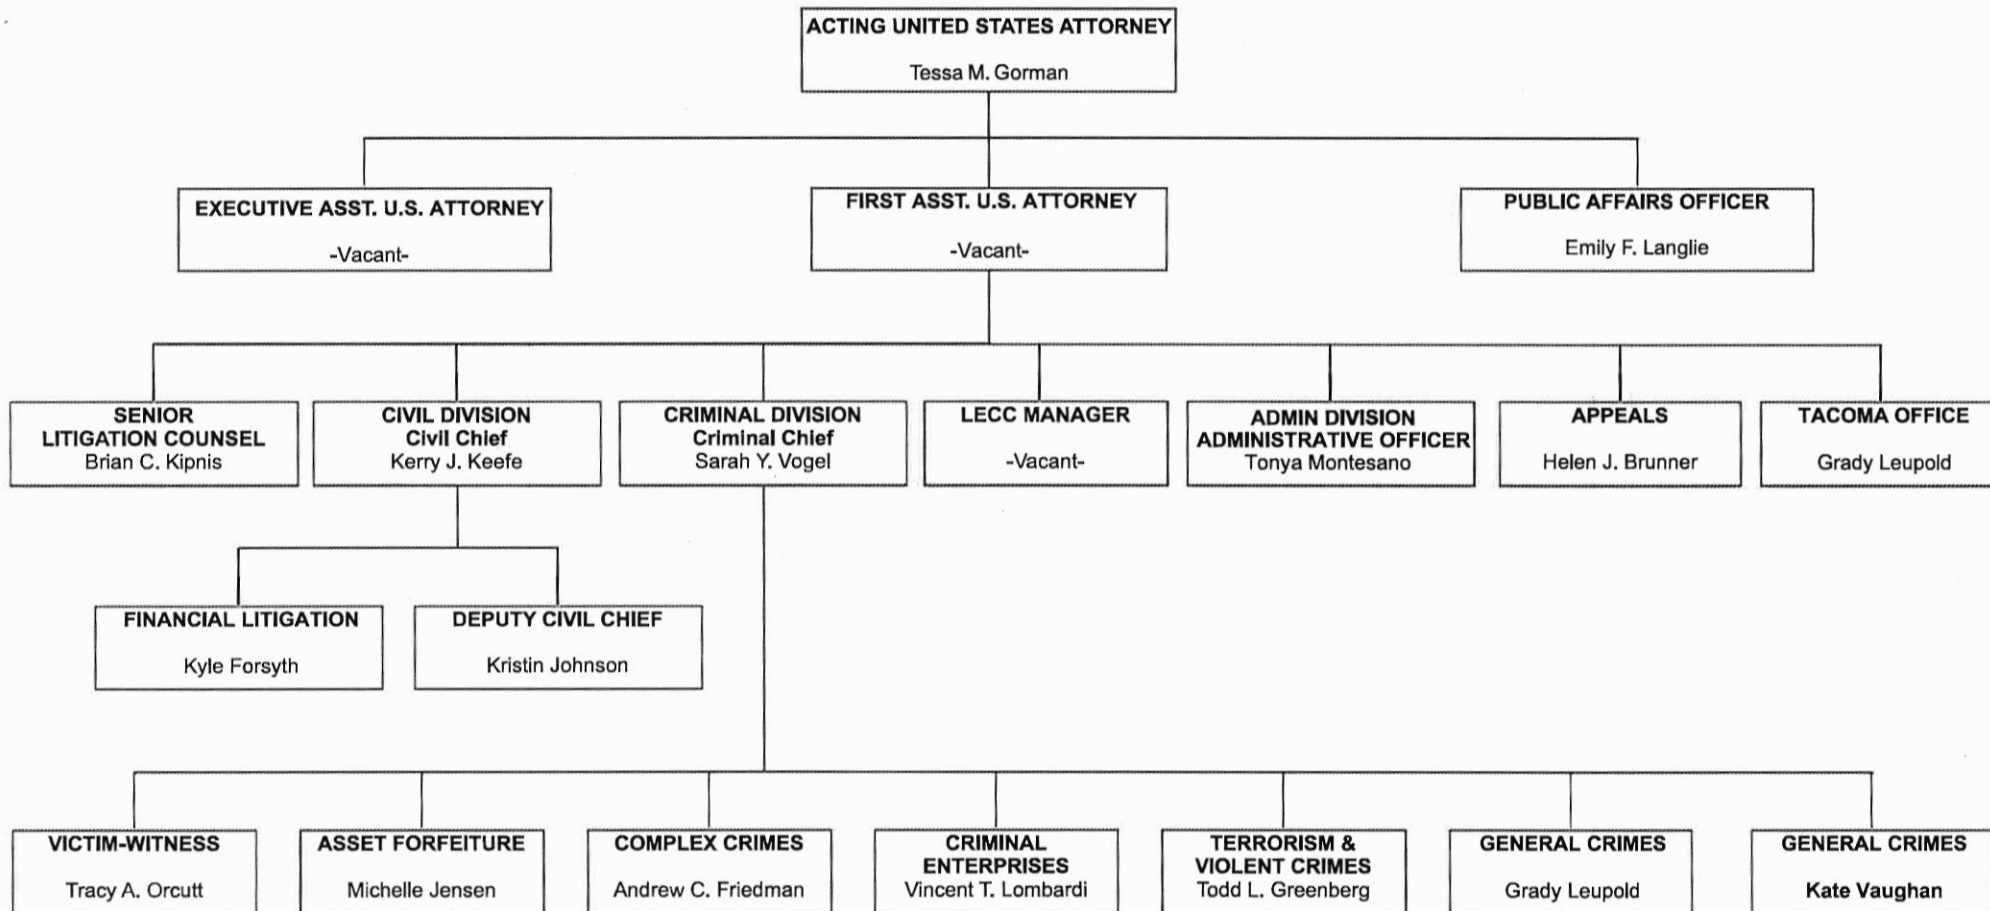 ACTING UNITED STATES ATTORNEY
Tessa M. Gorman
EXECUTIVE ASST. U.S. ATTORNEY
-Vacant-
FIRST ASST. U.S. ATTORNEY
-Vacant-
PUBLIC AFFAIRS OFFICER
Emily F. Langlie
SENIOR
LITIGATION COUNSEL
Brian C. Kipnis
CIVIL DIVISION
Civil Chief
Kerry J. Keefe
CRIMINAL DIVISION
Criminal Chief
Sarah Y. Vogel
LECC MANAGER
-Vacant-
ADMIN DIVISION
ADMINISTRATIVE OFFICER
Tonya Montesano
APPEALS
Helen J. Brunner
TACOMA OFFICE
Grady Leupold
FINANCIAL LITIGATION
Kyle Forsyth
DEPUTY CIVIL CHIEF
Kristin Johnson
VICTIM-WITNESS
Tracy A. Orcutt
ASSET FORFEITURE
Michelle Jensen
COMPLEX CRIMES
Andrew C. Friedman
CRIMINAL
ENTERPRISES
Vincent T. Lombardi
TERRORISM &
VIOLENT CRIMES
Todd L. Greenberg
GENERAL CRIMES
Grady Leupold
GENERAL CRIMES
Kate Vaughan